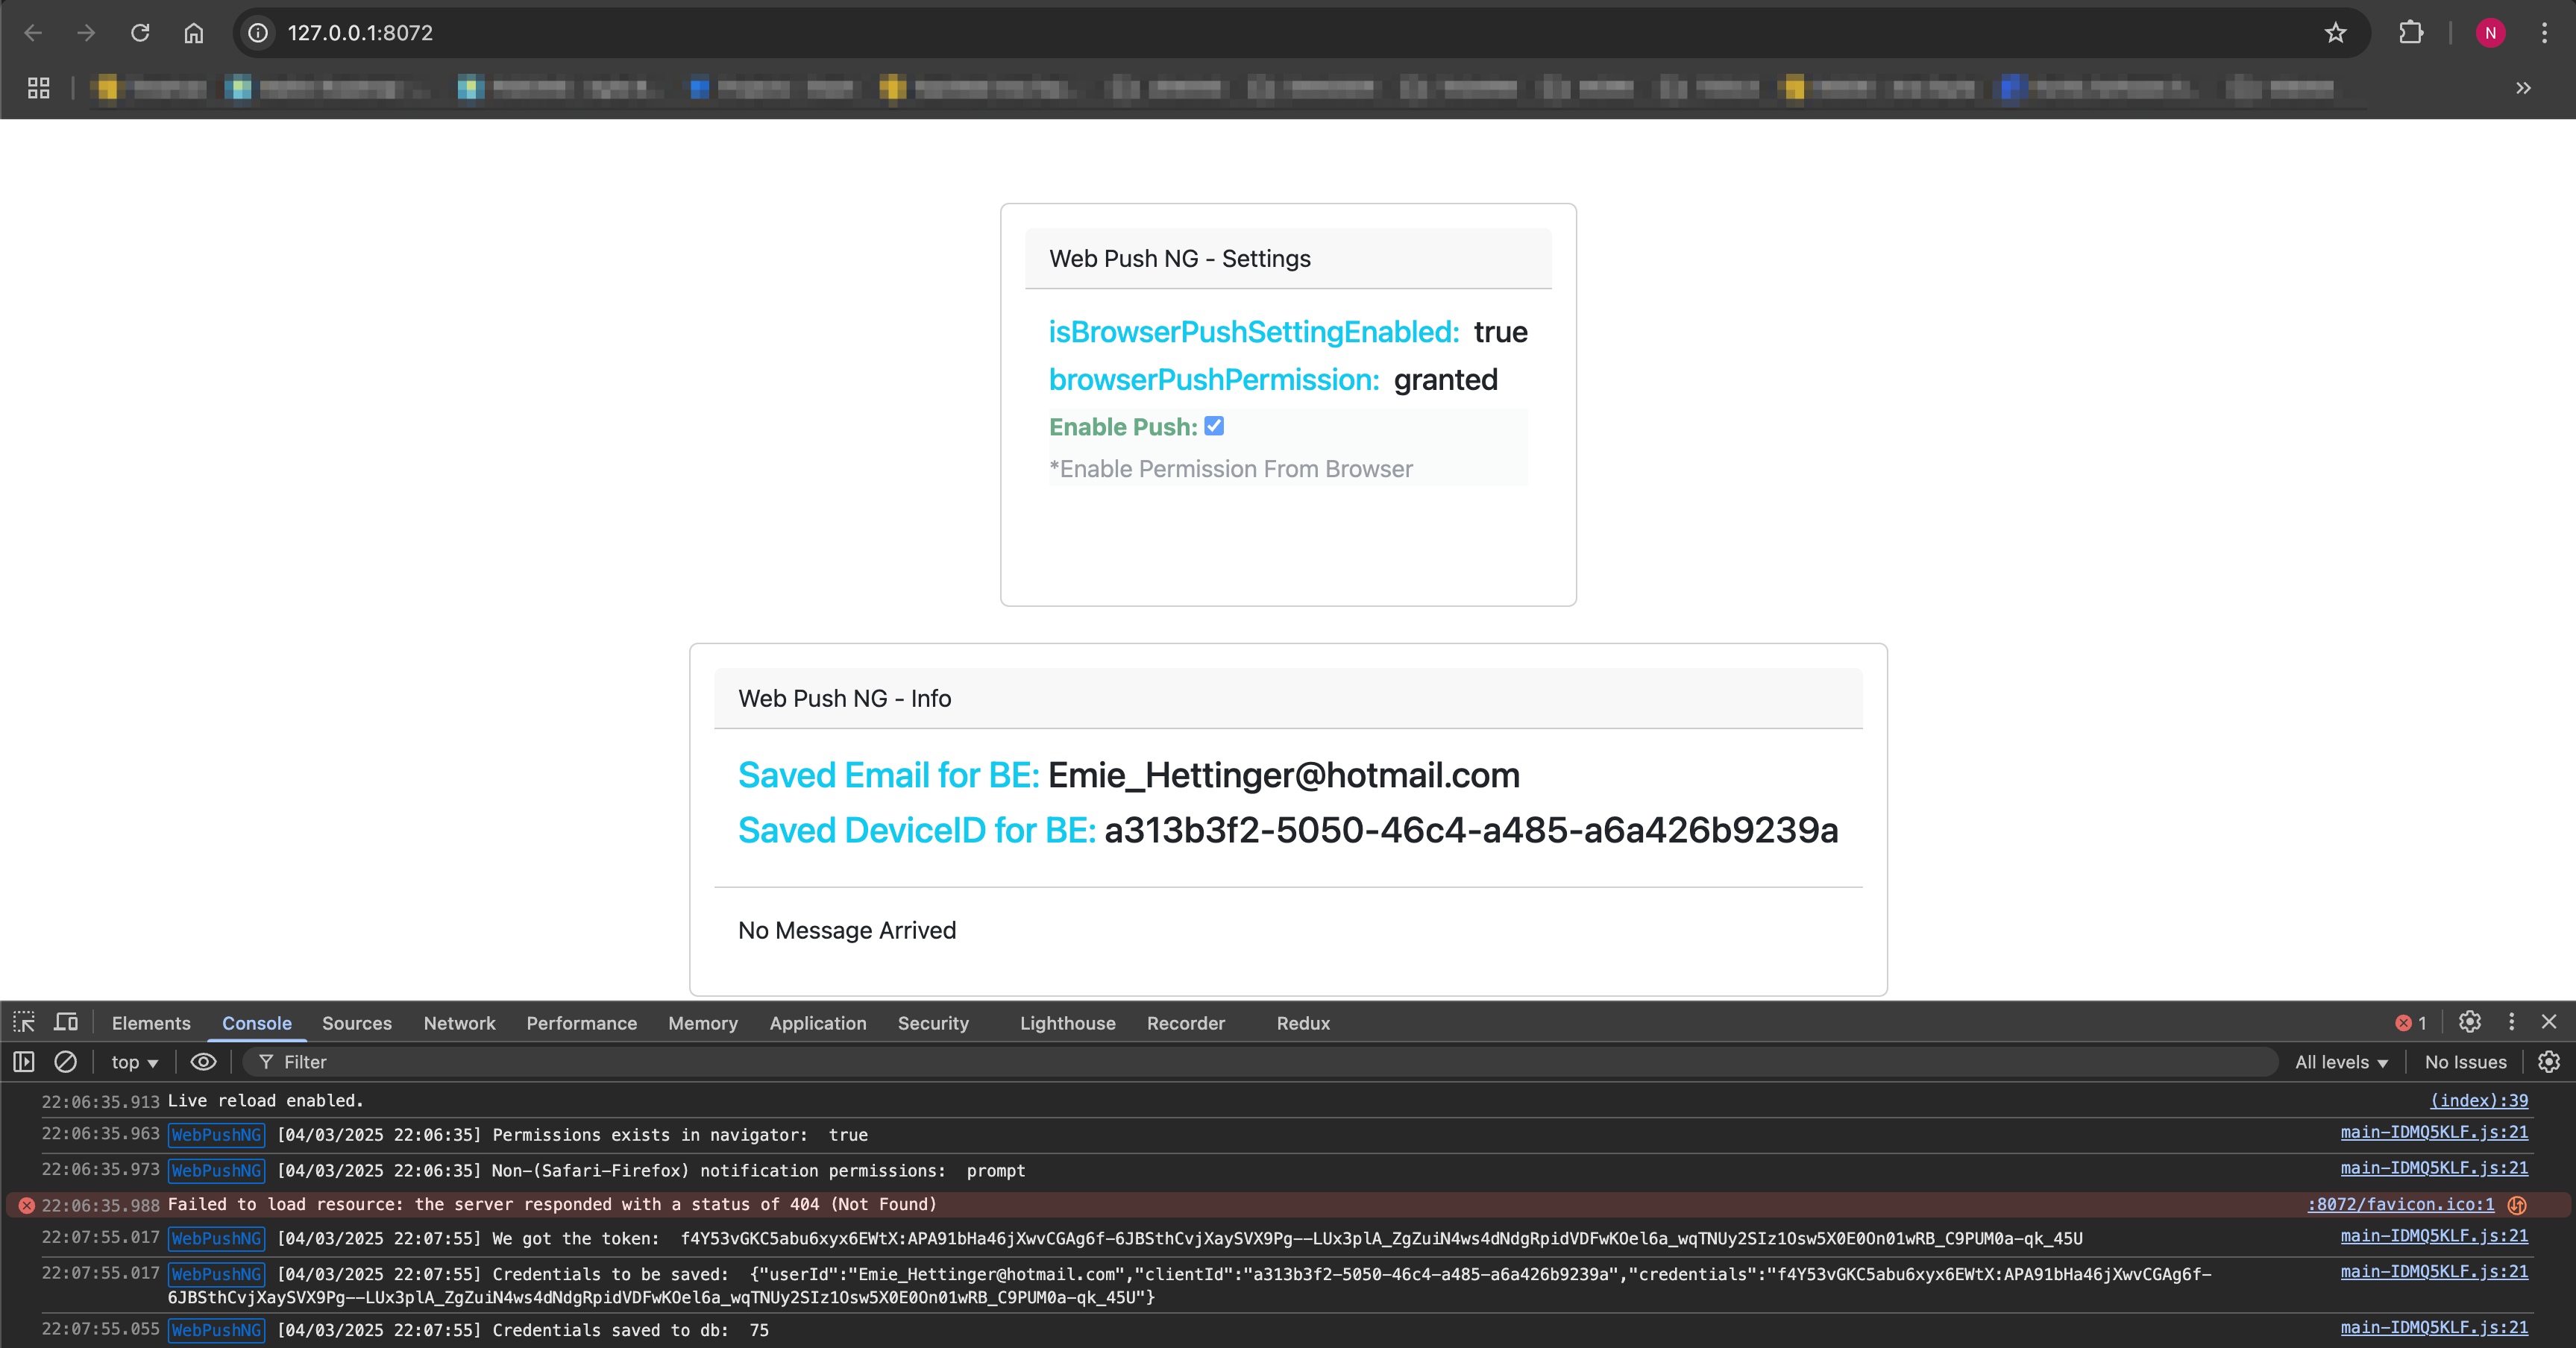 127.0.0.1:8072
N
Web Push NG - Settings
isBrowserPushSettingEnabled: true
browserPushPermission: granted
Enable Push:
*Enable Permission From Browser
Web Push NG - Info
Saved Email for BE: Emie_Hettinger@hotmail.com
Saved DeviceID for BE: a313b3f2-5050-46c4-a485-a6a426b9239a
No Message Arrived
Elements Console Sources Network Performance Memory Application Security Lighthouse Recorder Redux 1
top Filter All levels No Issues
22:06:35.913 Live reload enabled. (index):39
22:06:35.963 WebPushNG [04/03/2025 22:06:35] Permissions exists in navigator: true main-IDMQ5KLF.js:21
22:06:35.973 WebPushNG [04/03/2025 22:06:35] Non-(Safari-Firefox) notification permissions: prompt main-IDMQ5KLF.js:21
22:06:35.988 Failed to load resource: the server responded with a status of 404 (Not Found) :8072/favicon.ico:1
22:07:55.017 WebPushNG [04/03/2025 22:07:55] We got the token: f4Y53vGKC5abu6xyx6EWtX:APA91bHa46jXwvCGAg6f-6JBSthCvjXaySVX9Pg--LUx3plA_ZgZuiN4ws4dNdgRpidVDFwKOel6a_wqTNUy2SIz1Osw5X0E0On01wRB_C9PUM0a-qk_45U main-IDMQ5KLF.js:21
22:07:55.017 WebPushNG [04/03/2025 22:07:55] Credentials to be saved: {"userId":"Emie_Hettinger@hotmail.com","clientId":"a313b3f2-5050-46c4-a485-a6a426b9239a","credentials":"f4Y53vGKC5abu6xyx6EWtX:APA91bHa46jXwvCGAg6f- main-IDMQ5KLF.js:21
6JBSthCvjXaySVX9Pg--LUx3plA_ZgZuiN4ws4dNdgRpidVDFwKOel6a_wqTNUy2SIz1Osw5X0E0On01wRB_C9PUM0a-qk_45U"}
22:07:55.055 WebPushNG [04/03/2025 22:07:55] Credentials saved to db: 75 main-IDMQ5KLF.js:21